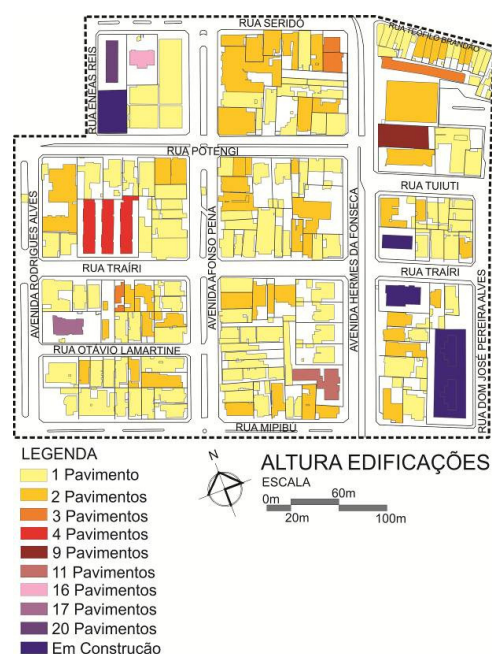 RUA SERIDÓ
RUA TEÓFILO BRANDÃO
RUA ENÉAS REIS
RUA POTENGI
RUA TUIUTI
AVENIDA RODRIGUES ALVES
AVENIDA AFONSO PENA
AVENIDA HERMES DA FONSECA
RUA TRAÍRI
RUA TRAÍRI
RUA DOM JOSÉ PEREIRA ALVES
RUA OTÁVIO LAMARTINE
RUA MIPIBU
LEGENDA
1 Pavimento
2 Pavimentos
3 Pavimentos
4 Pavimentos
9 Pavimentos
11 Pavimentos
16 Pavimentos
17 Pavimentos
20 Pavimentos
Em Construção
N
ALTURA EDIFICAÇÕES
ESCALA
0m 60m
20m 100m